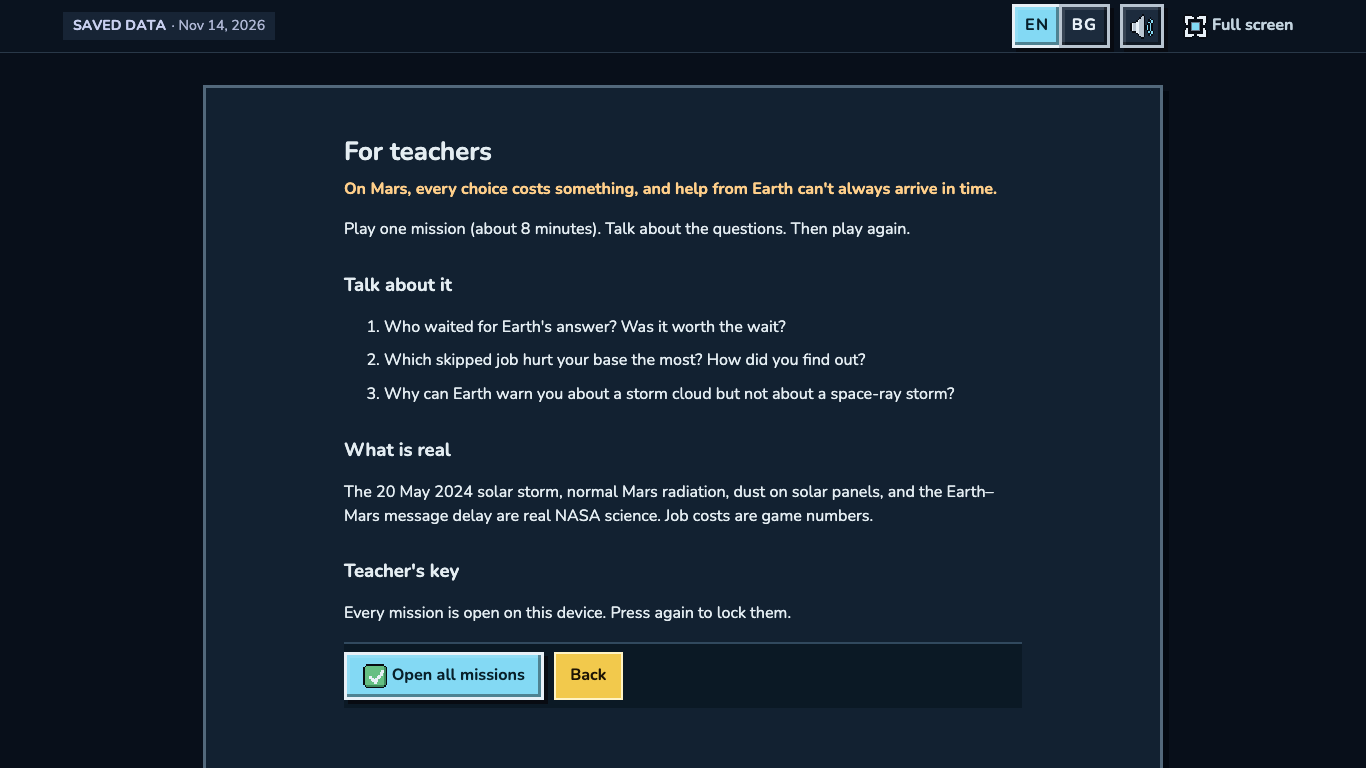 SAVED DATA · Nov 14, 2026
EN
BG
Full screen
For teachers
On Mars, every choice costs something, and help from Earth can't always arrive in time.
Play one mission (about 8 minutes). Talk about the questions. Then play again.
Talk about it
1. Who waited for Earth's answer? Was it worth the wait?
2. Which skipped job hurt your base the most? How did you find out?
3. Why can Earth warn you about a storm cloud but not about a space-ray storm?
What is real
The 20 May 2024 solar storm, normal Mars radiation, dust on solar panels, and the Earth–
Mars message delay are real NASA science. Job costs are game numbers.
Teacher's key
Every mission is open on this device. Press again to lock them.
Open all missions
Back